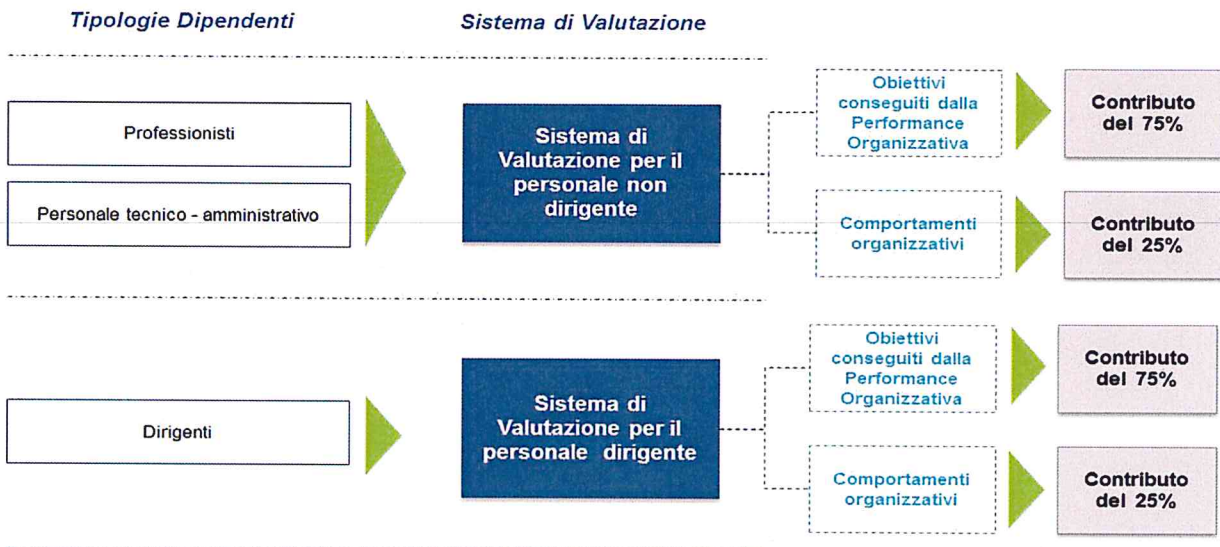 Tipologie Dipendenti
Sistema di Valutazione
Professionisti
Personale tecnico - amministrativo
Sistema di
Valutazione per il
personale non
dirigente
Obiettivi
conseguiti dalla
Performance
Organizzativa
Contributo
del 75%
Comportamenti
organizzativi
Contributo
del 25%
Dirigenti
Sistema di
Valutazione per il
personale dirigente
Obiettivi
conseguiti dalla
Performance
Organizzativa
Contributo
del 75%
Comportamenti
organizzativi
Contributo
del 25%